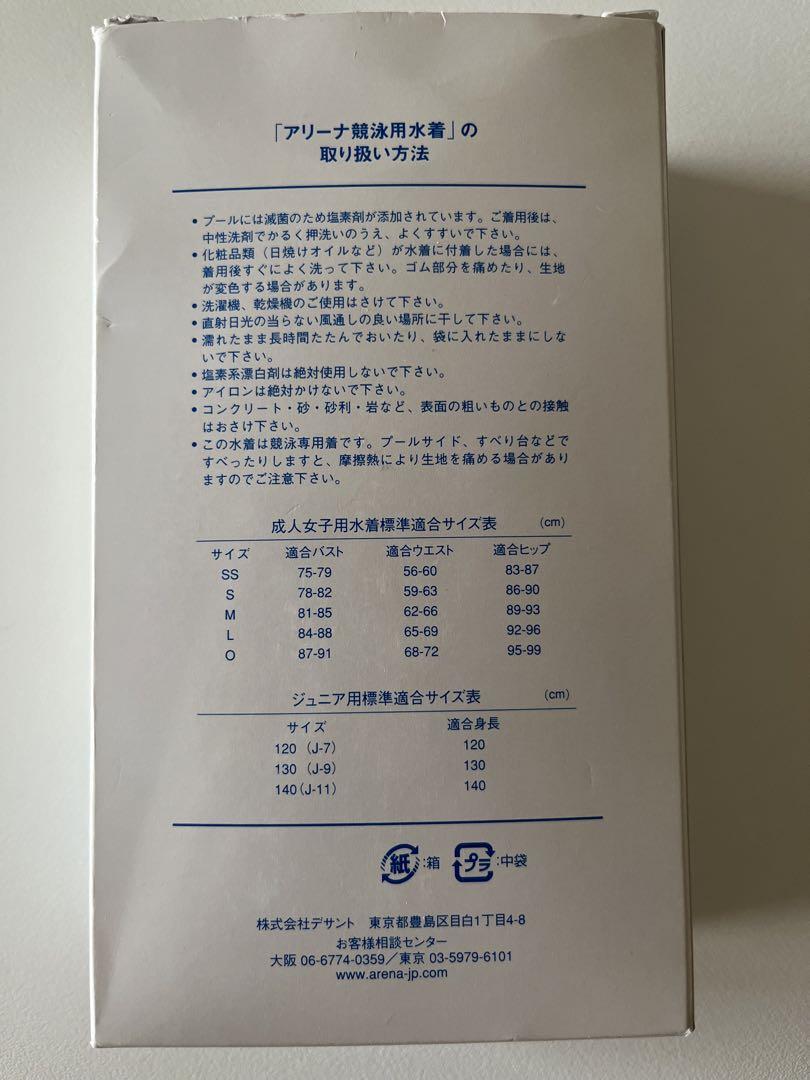 「アリーナ競泳用水着」の
取り扱い方法
• プールには滅菌のため塩素剤が添加されています。ご着用後は、
中性洗剤でかるく押洗いのうえ、よくすすいで下さい。
• 化粧品類（日焼けオイルなど）が水着に付着した場合には、
着用後すぐによく洗って下さい。ゴム部分を痛めたり、生地
が変色する場合があります。
• 洗濯機、乾燥機のご使用はさけて下さい。
• 直射日光の当らない風通しの良い場所に干して下さい。
• 濡れたまま長時間たたんでおいたり、袋に入れたままにしな
いで下さい。
• 塩素系漂白剤は絶対使用しないで下さい。
• アイロンは絶対かけないで下さい。
• コンクリート・砂・砂利・岩など、表面の粗いものとの接触
はおさけ下さい。
• この水着は競泳専用着です。プールサイド、すべり台などで
すべったりしますと、摩擦熱により生地を痛める場合があり
ますのでご注意下さい。
成人女子用水着標準適合サイズ表 (cm)
サイズ 適合バスト 適合ウエスト 適合ヒップ
SS 75-79 56-60 83-87
S 78-82 59-63 86-90
M 81-85 62-66 89-93
L 84-88 65-69 92-96
O 87-91 68-72 95-99
ジュニア用標準適合サイズ表 (cm)
サイズ 適合身長
120（J-7） 120
130（J-9） 130
140（J-11） 140
紙:箱 プラ:中袋
株式会社デサント 東京都豊島区目白1丁目4-8
お客様相談センター
大阪 06-6774-0359／東京 03-5979-6101
www.arena-jp.com